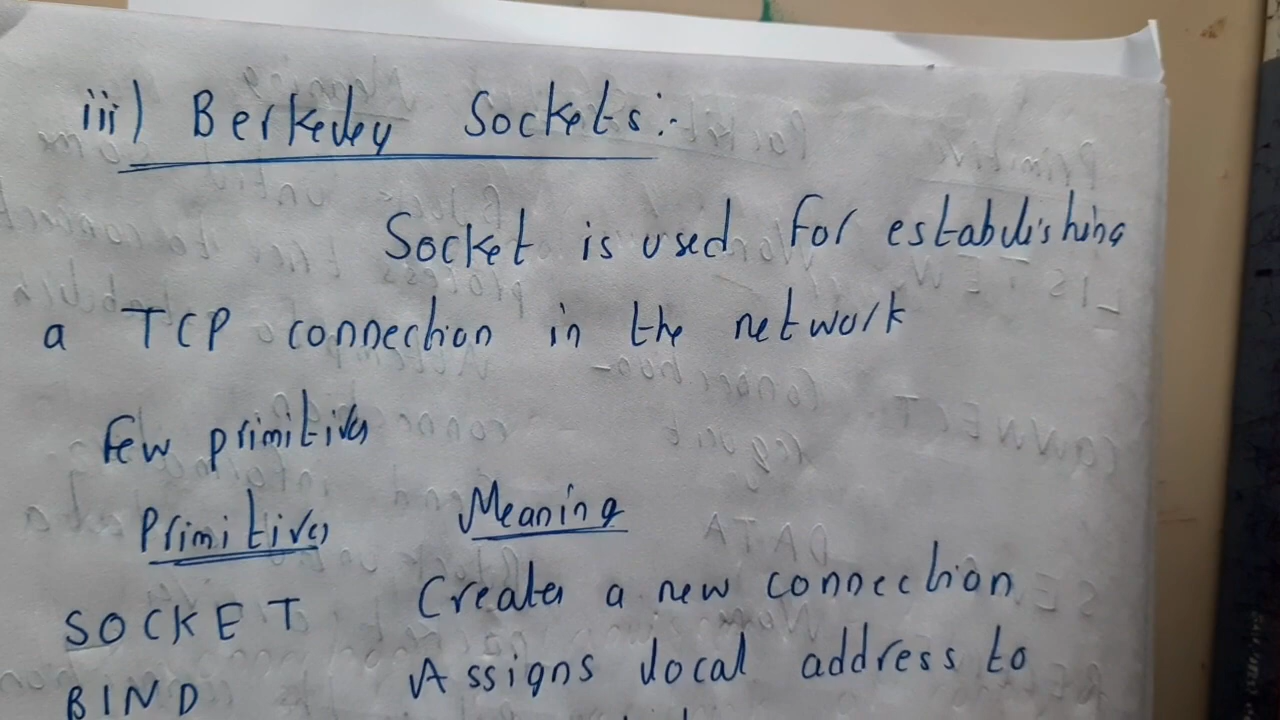 iii) Berkeley Sockets:-
Socket is used for establishing
a TCP connection in the network
Few primitives
Primitives Meaning
SOCKET Creates a new connection
BIND Assigns local address to